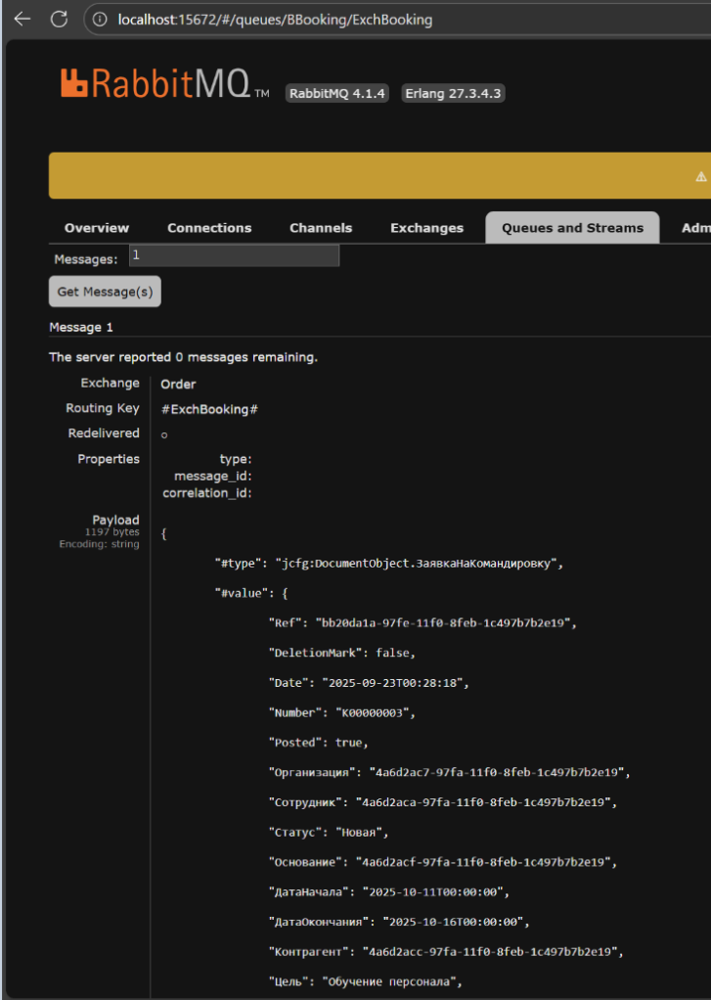 localhost:15672/#/queues/BBooking/ExchBooking
RabbitMQ TM RabbitMQ 4.1.4 Erlang 27.3.4.3
Overview Connections Channels Exchanges Queues and Streams Adm
Messages: 1
Get Message(s)
Message 1
The server reported 0 messages remaining.
Exchange Order
Routing Key #ExchBooking#
Redelivered ○
Properties type:
message_id:
correlation_id:
Payload
1197 bytes
Encoding: string
{
"#type": "jcfg:DocumentObject.ЗаявкаНаКомандировку",
"#value": {
"Ref": "bb20da1a-97fe-11f0-8feb-1c497b7b2e19",
"DeletionMark": false,
"Date": "2025-09-23T00:28:18",
"Number": "К00000003",
"Posted": true,
"Организация": "4a6d2ac7-97fa-11f0-8feb-1c497b7b2e19",
"Сотрудник": "4a6d2aca-97fa-11f0-8feb-1c497b7b2e19",
"Статус": "Новая",
"Основание": "4a6d2acf-97fa-11f0-8feb-1c497b7b2e19",
"ДатаНачала": "2025-10-11T00:00:00",
"ДатаОкончания": "2025-10-16T00:00:00",
"Контрагент": "4a6d2acc-97fa-11f0-8feb-1c497b7b2e19",
"Цель": "Обучение персонала",